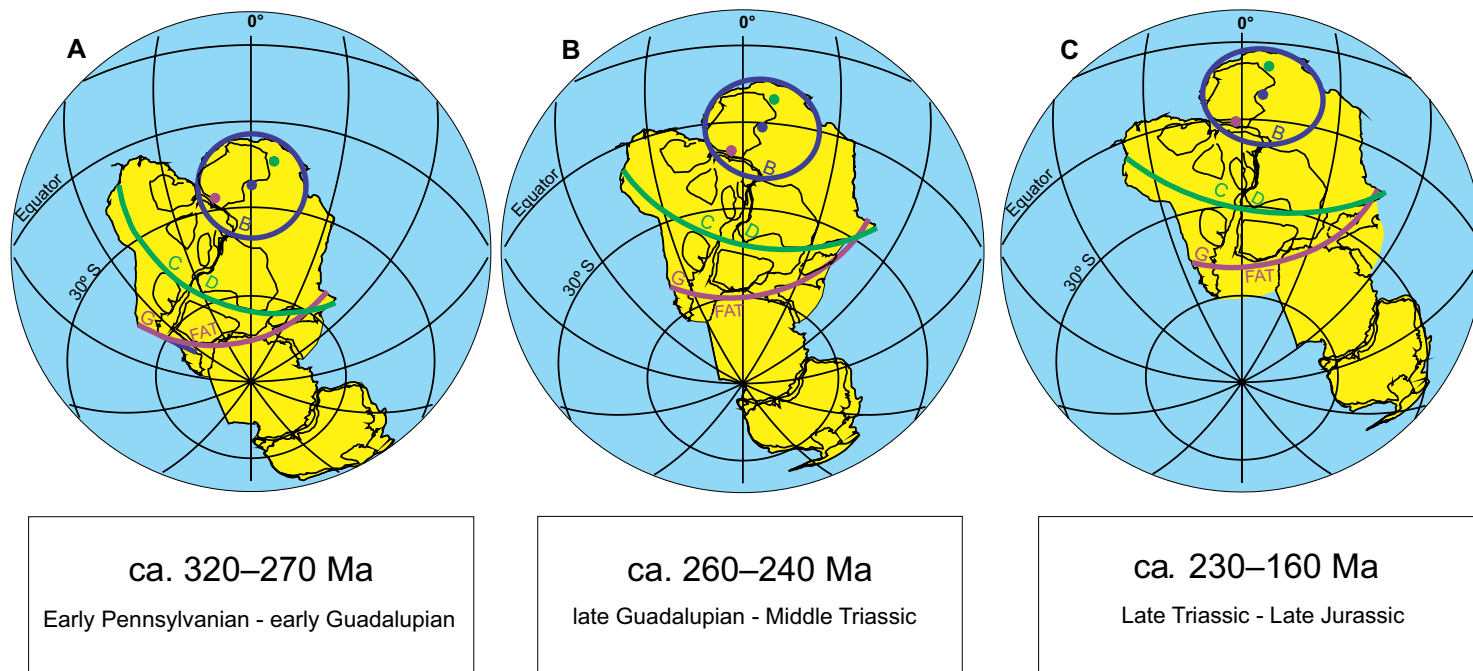 A
0°
Equator
30° S
B
C
D
G
FAT
B
0°
Equator
30° S
B
C
D
G
FAT
C
0°
Equator
30° S
B
C
D
G
FAT
ca. 320–270 Ma
Early Pennsylvanian - early Guadalupian
ca. 260–240 Ma
late Guadalupian - Middle Triassic
ca. 230–160 Ma
Late Triassic - Late Jurassic